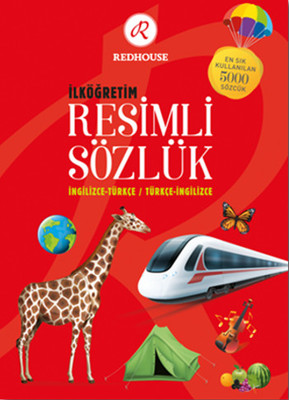 R
REDHOUSE
EN SIK
KULLANILAN
5000
SÖZCÜK
İLKÖĞRETİM
RESİMLİ
SÖZLÜK
İNGİLİZCE-TÜRKÇE / TÜRKÇE-İNGİLİZCE